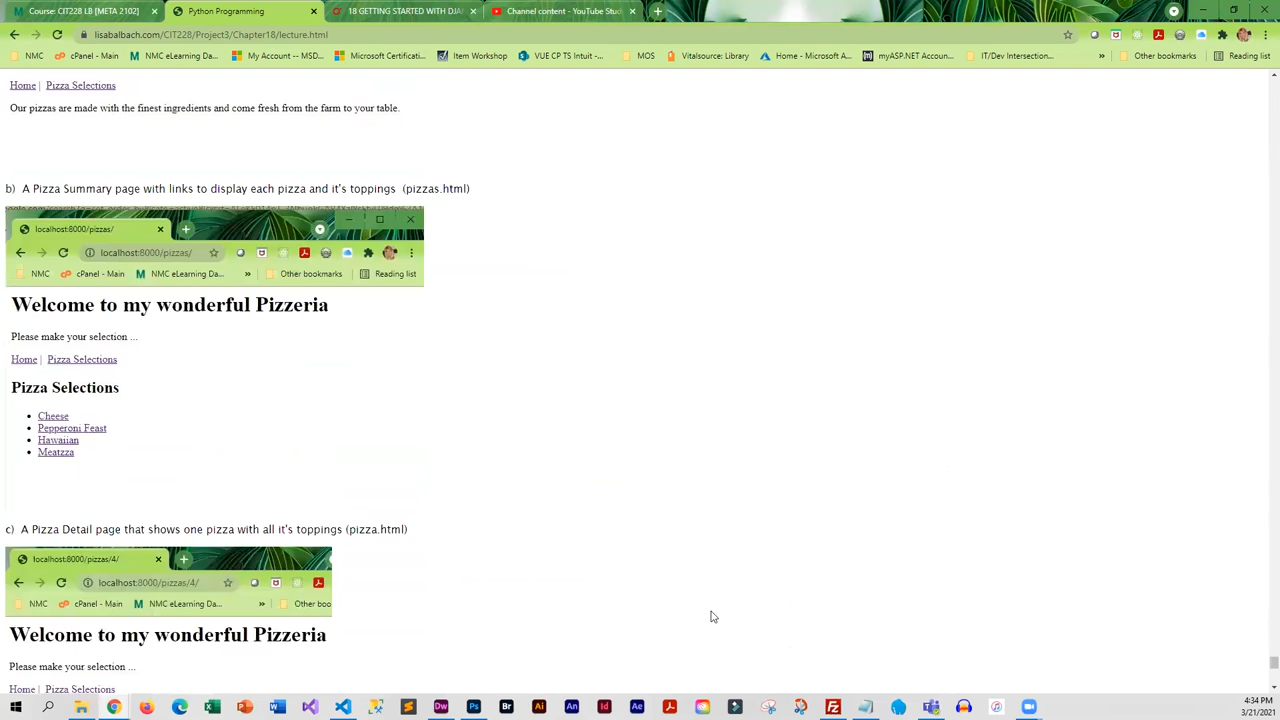 Course: CIT228 LB [META 2102]
Python Programming
18 GETTING STARTED WITH DJA
Channel content - YouTube Stud
lisabalbach.com/CIT228/Project3/Chapter18/lecture.html
NMC
cPanel - Main
NMC eLearning Da...
My Account -- MSD...
Microsoft Certificati...
Item Workshop
VUE CP TS Intuit -...
MOS
Vitalsource: Library
Home - Microsoft A...
myASP.NET Accoun...
IT/Dev Intersection...
»
Other bookmarks
Reading list
Home | Pizza Selections
Our pizzas are made with the finest ingredients and come fresh from the farm to your table.
b) A Pizza Summary page with links to display each pizza and it's toppings (pizzas.html)
localhost:8000/pizzas/
localhost:8000/pizzas/
NMC
cPanel - Main
NMC eLearning Da...
»
Other bookmarks
Reading list
Welcome to my wonderful Pizzeria
Please make your selection ...
Home | Pizza Selections
Pizza Selections
• Cheese
• Pepperoni Feast
• Hawaiian
• Meatzza
c) A Pizza Detail page that shows one pizza with all it's toppings (pizza.html)
localhost:8000/pizzas/4/
localhost:8000/pizzas/4/
NMC
cPanel - Main
NMC eLearning Da...
»
Other boo
Welcome to my wonderful Pizzeria
Please make your selection ...
Home | Pizza Selections
4:34 PM
3/21/2021